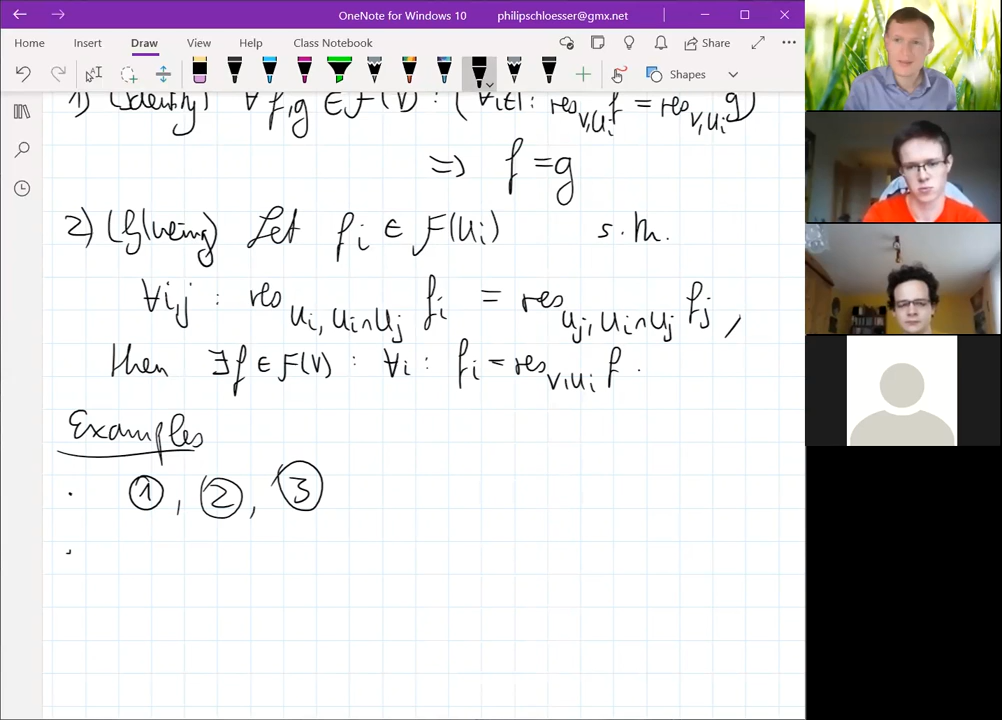 OneNote for Windows 10 philipschloesser@gmx.net
Home Insert Draw View Help Class Notebook Share
Shapes
1) (Identity) ∀ f,g ∈ F(V) : (∀i∈I : res_{V,U_i} f = res_{V,U_i} g)
=> f = g
2) (Glueing) Let f_i ∈ F(U_i) s.th.
∀i,j : res_{U_i, U_i∩U_j} f_i = res_{U_j, U_i∩U_j} f_j ,
then ∃f ∈ F(V) : ∀i : f_i = res_{V,U_i} f .
Examples
· ①, ②, ③
·